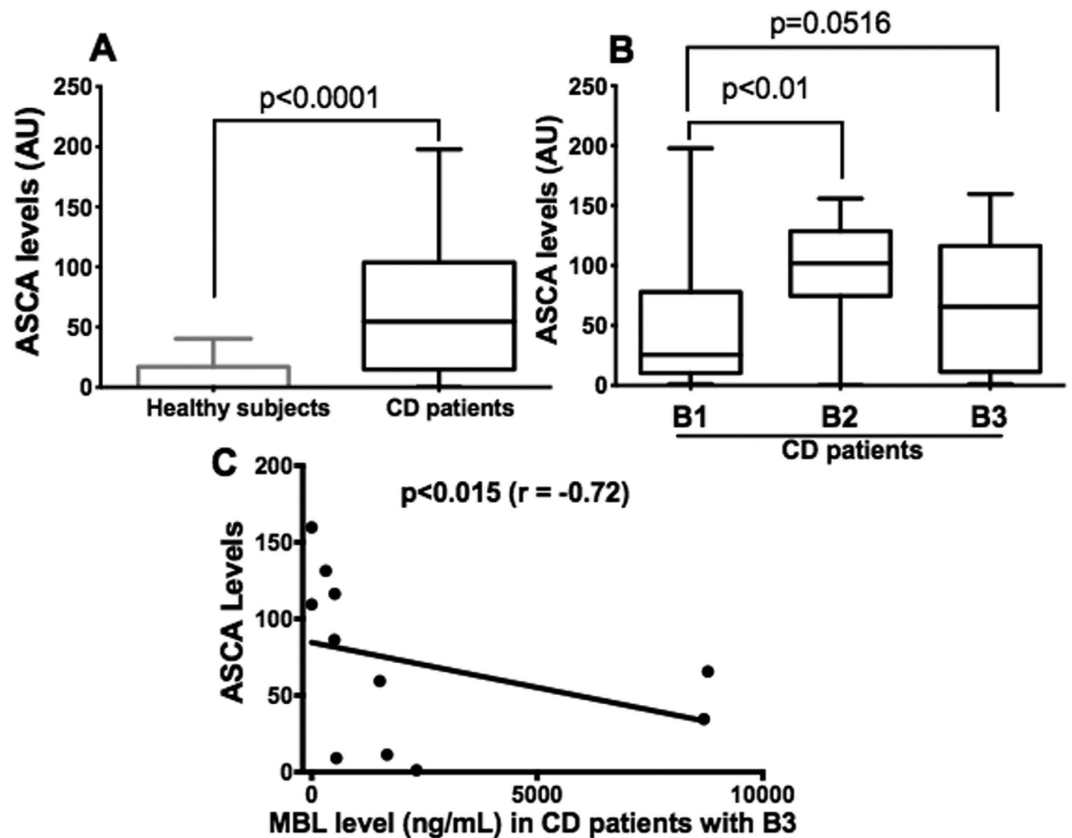 A
p<0.0001
ASCA levels (AU)
250
200
150
100
50
0
Healthy subjects
CD patients
B
p=0.0516
p<0.01
ASCA levels (AU)
250
200
150
100
50
0
B1
B2
B3
CD patients
C
p<0.015 (r = -0.72)
ASCA Levels
200
150
100
50
0
0
5000
10000
MBL level (ng/mL) in CD patients with B3